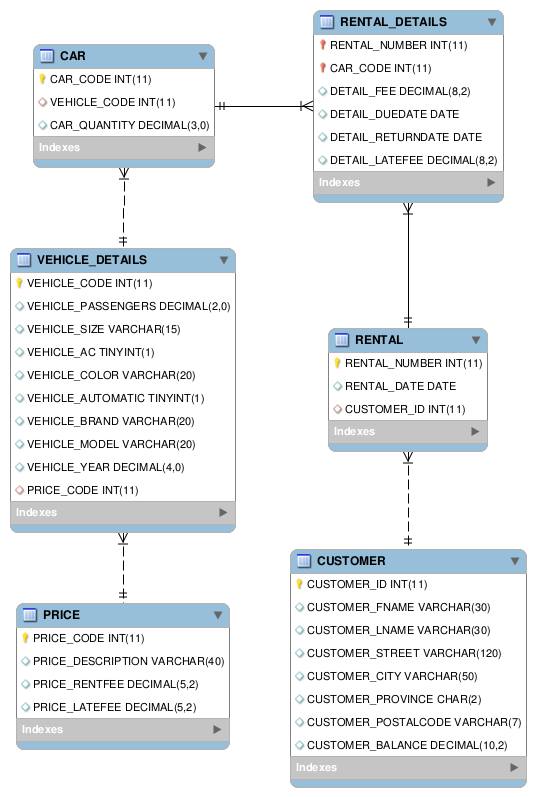 CAR
CAR_CODE INT(11)
VEHICLE_CODE INT(11)
CAR_QUANTITY DECIMAL(3,0)
Indexes
RENTAL_DETAILS
RENTAL_NUMBER INT(11)
CAR_CODE INT(11)
DETAIL_FEE DECIMAL(8,2)
DETAIL_DUEDATE DATE
DETAIL_RETURNDATE DATE
DETAIL_LATEFEE DECIMAL(8,2)
Indexes
VEHICLE_DETAILS
VEHICLE_CODE INT(11)
VEHICLE_PASSENGERS DECIMAL(2,0)
VEHICLE_SIZE VARCHAR(15)
VEHICLE_AC TINYINT(1)
VEHICLE_COLOR VARCHAR(20)
VEHICLE_AUTOMATIC TINYINT(1)
VEHICLE_BRAND VARCHAR(20)
VEHICLE_MODEL VARCHAR(20)
VEHICLE_YEAR DECIMAL(4,0)
PRICE_CODE INT(11)
Indexes
RENTAL
RENTAL_NUMBER INT(11)
RENTAL_DATE DATE
CUSTOMER_ID INT(11)
Indexes
PRICE
PRICE_CODE INT(11)
PRICE_DESCRIPTION VARCHAR(40)
PRICE_RENTFEE DECIMAL(5,2)
PRICE_LATEFEE DECIMAL(5,2)
Indexes
CUSTOMER
CUSTOMER_ID INT(11)
CUSTOMER_FNAME VARCHAR(30)
CUSTOMER_LNAME VARCHAR(30)
CUSTOMER_STREET VARCHAR(120)
CUSTOMER_CITY VARCHAR(50)
CUSTOMER_PROVINCE CHAR(2)
CUSTOMER_POSTALCODE VARCHAR(7)
CUSTOMER_BALANCE DECIMAL(10,2)
Indexes